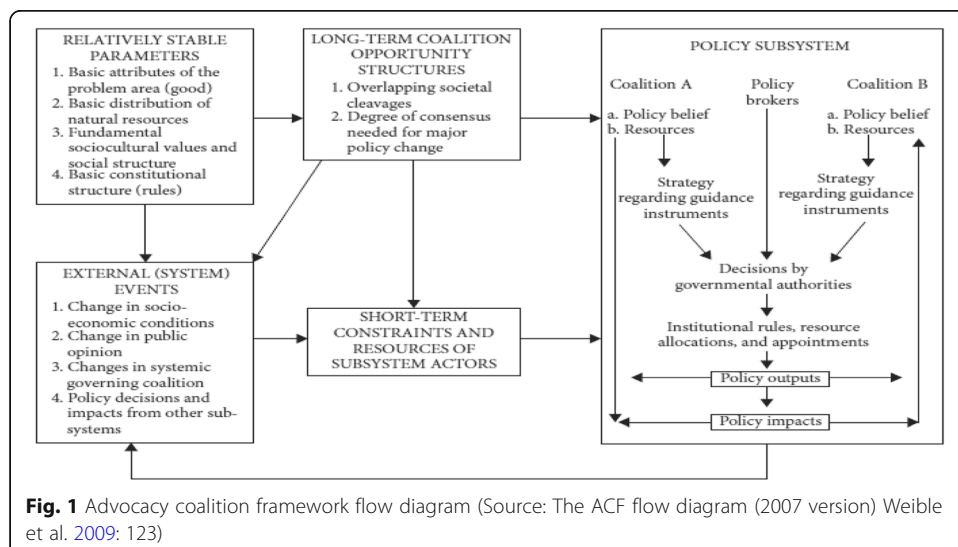 RELATIVELY STABLE
PARAMETERS
1. Basic attributes of the
problem area (good)
2. Basic distribution of
natural resources
3. Fundamental
sociocultural values and
social structure
4. Basic constitutional
structure (rules)
LONG-TERM COALITION
OPPORTUNITY
STRUCTURES
1. Overlapping societal
cleavages
2. Degree of consensus
needed for major
policy change
EXTERNAL (SYSTEM)
EVENTS
1. Change in socio-
economic conditions
2. Change in public
opinion
3. Changes in systemic
governing coalition
4. Policy decisions and
impacts from other sub-
systems
SHORT-TERM
CONSTRAINTS AND
RESOURCES OF
SUBSYSTEM ACTORS
POLICY SUBSYSTEM
Coalition A
a. Policy belief
b. Resources
Strategy
regarding guidance
instruments
Policy
brokers
Coalition B
a. Policy belief
b. Resources
Strategy
regarding guidance
instruments
Decisions by
governmental authorities
Institutional rules, resource
allocations, and appointments
Policy outputs
Policy impacts
Fig. 1 Advocacy coalition framework flow diagram (Source: The ACF flow diagram (2007 version) Weible
et al. 2009: 123)